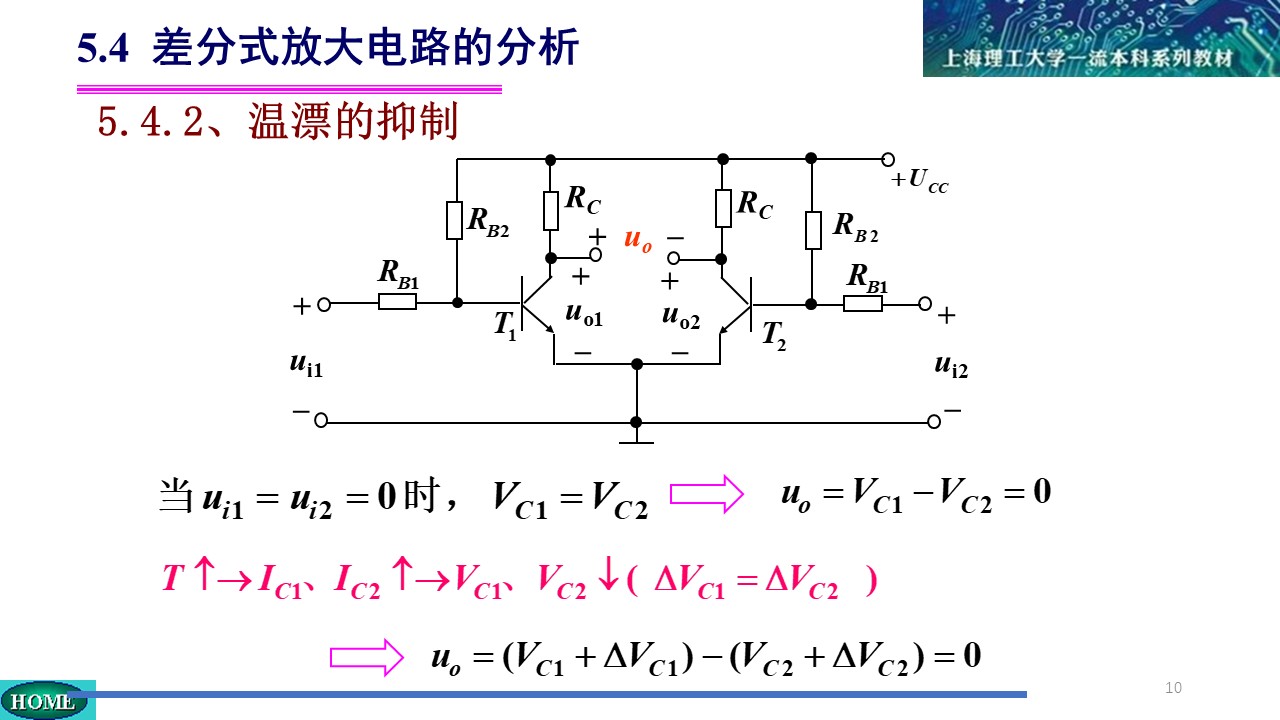 5.4 差分式放大电路的分析
上海理工大学一流本科系列教材
5.4.2、温漂的抑制
+U_CC
R_B2
R_C
R_C
R_B2
+ u_o −
R_B1
R_B1
+
+
+
+
T_1
u_o1
u_o2
T_2
u_i1
−
−
u_i2
−
−
当 u_i1 = u_i2 = 0 时， V_C1 = V_C2 ⇒ u_o = V_C1 − V_C2 = 0
T ↑→ I_C1、I_C2 ↑→ V_C1、V_C2 ↓ ( ΔV_C1 = ΔV_C2 )
⇒ u_o = (V_C1 + ΔV_C1) − (V_C2 + ΔV_C2) = 0
HOME
10